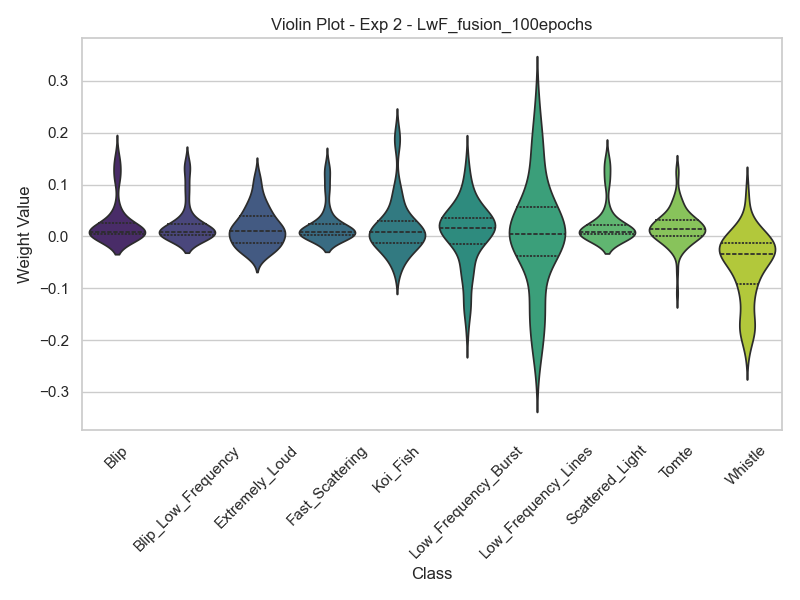 Violin Plot - Exp 2 - LwF_fusion_100epochs
Weight Value
0.3
0.2
0.1
0.0
−0.1
−0.2
−0.3
Blip
Blip_Low_Frequency
Extremely_Loud
Fast_Scattering
Koi_Fish
Low_Frequency_Burst
Low_Frequency_Lines
Scattered_Light
Tomte
Whistle
Class